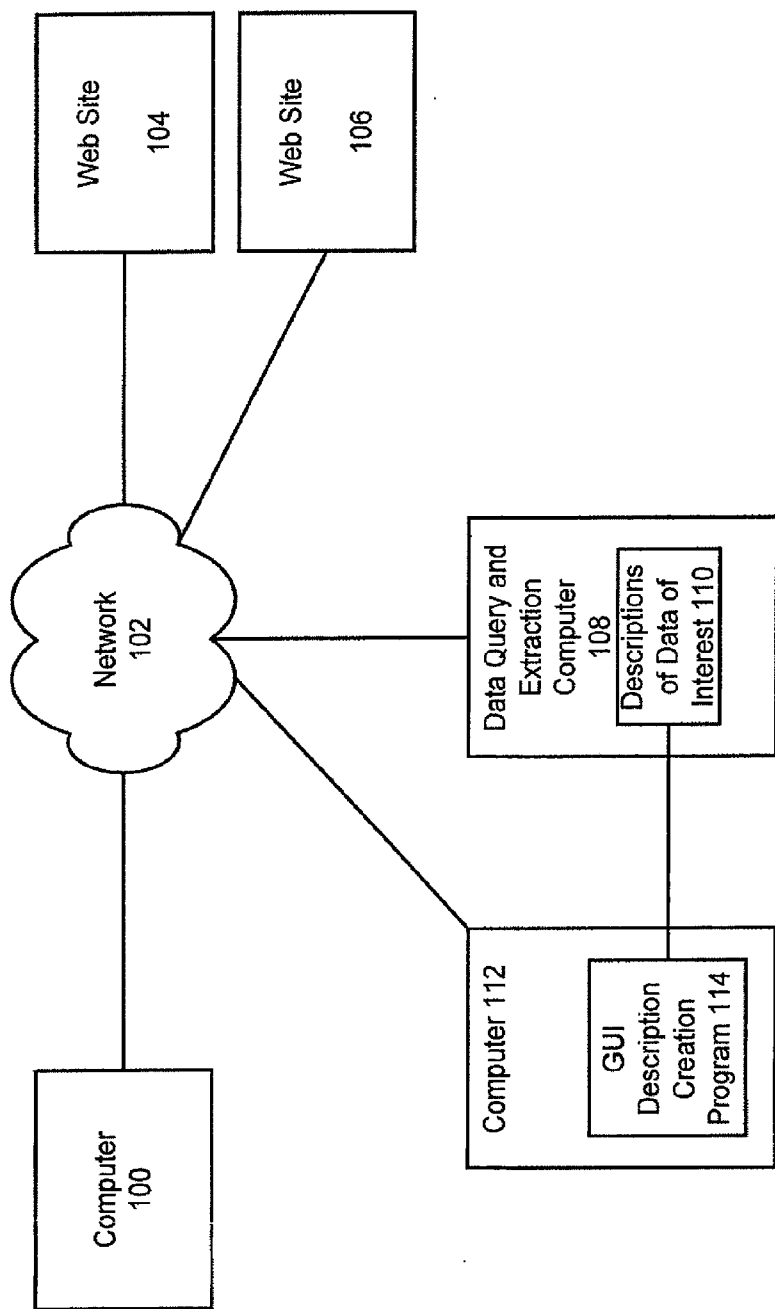 Computer
100
Network
102
Web Site
104
Web Site
106
Computer 112
GUI
Description
Creation
Program 114
Data Query and
Extraction
Computer
108
Descriptions
of Data of
Interest 110